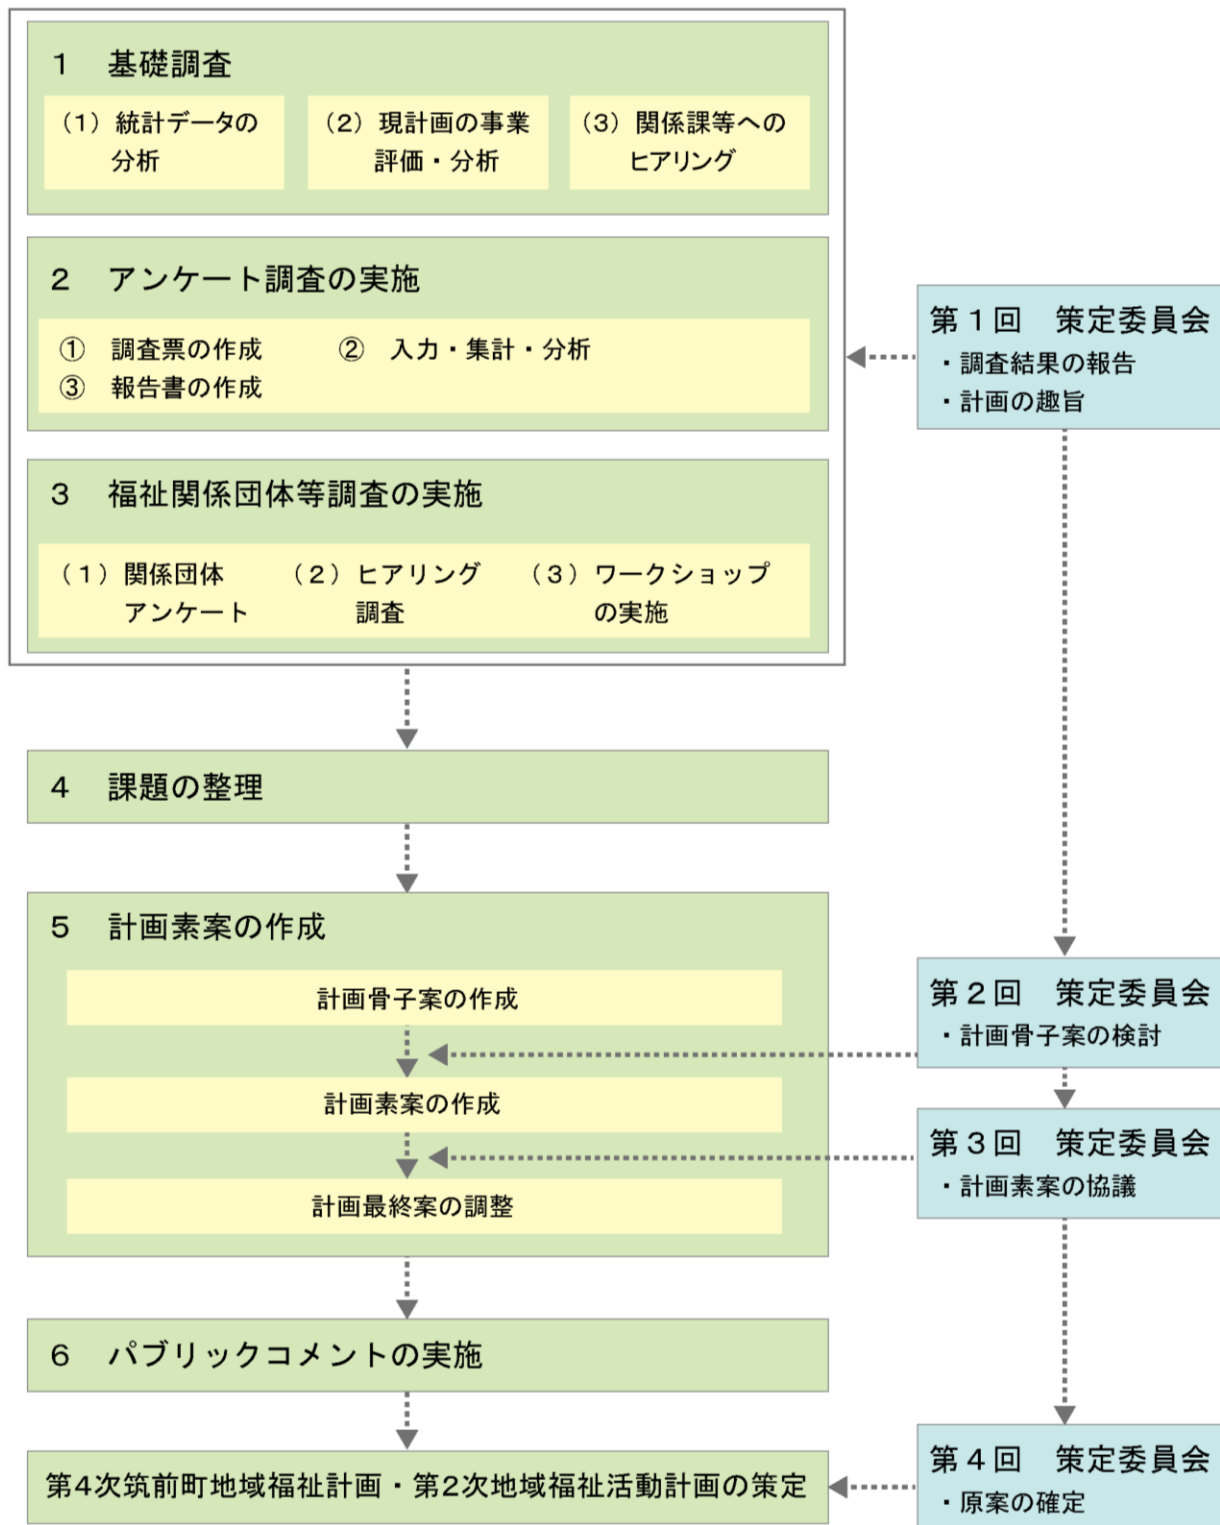 1　基礎調査
（1）統計データの
分析
（2）現計画の事業
評価・分析
（3）関係課等への
ヒアリング
2　アンケート調査の実施
①　調査票の作成　　②　入力・集計・分析
③　報告書の作成
3　福祉関係団体等調査の実施
（1）関係団体
アンケート
（2）ヒアリング
調査
（3）ワークショップ
の実施
第1回　策定委員会
・調査結果の報告
・計画の趣旨
4　課題の整理
5　計画素案の作成
計画骨子案の作成
計画素案の作成
計画最終案の調整
第2回　策定委員会
・計画骨子案の検討
第3回　策定委員会
・計画素案の協議
6　パブリックコメントの実施
第4次筑前町地域福祉計画・第2次地域福祉活動計画の策定
第4回　策定委員会
・原案の確定